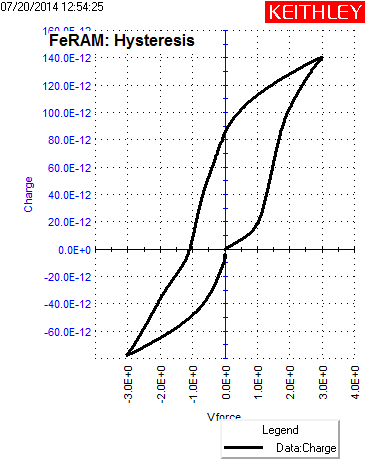 07/20/2014 12:54:25
KEITHLEY
FeRAM: Hysteresis
160.0E-12
140.0E-12
120.0E-12
100.0E-12
80.0E-12
60.0E-12
40.0E-12
20.0E-12
0.0E+0
-20.0E-12
-40.0E-12
-60.0E-12
Charge
-3.0E+0
-2.0E+0
-1.0E+0
0.0E+0
1.0E+0
2.0E+0
3.0E+0
4.0E+0
Vforce
Legend
Data:Charge